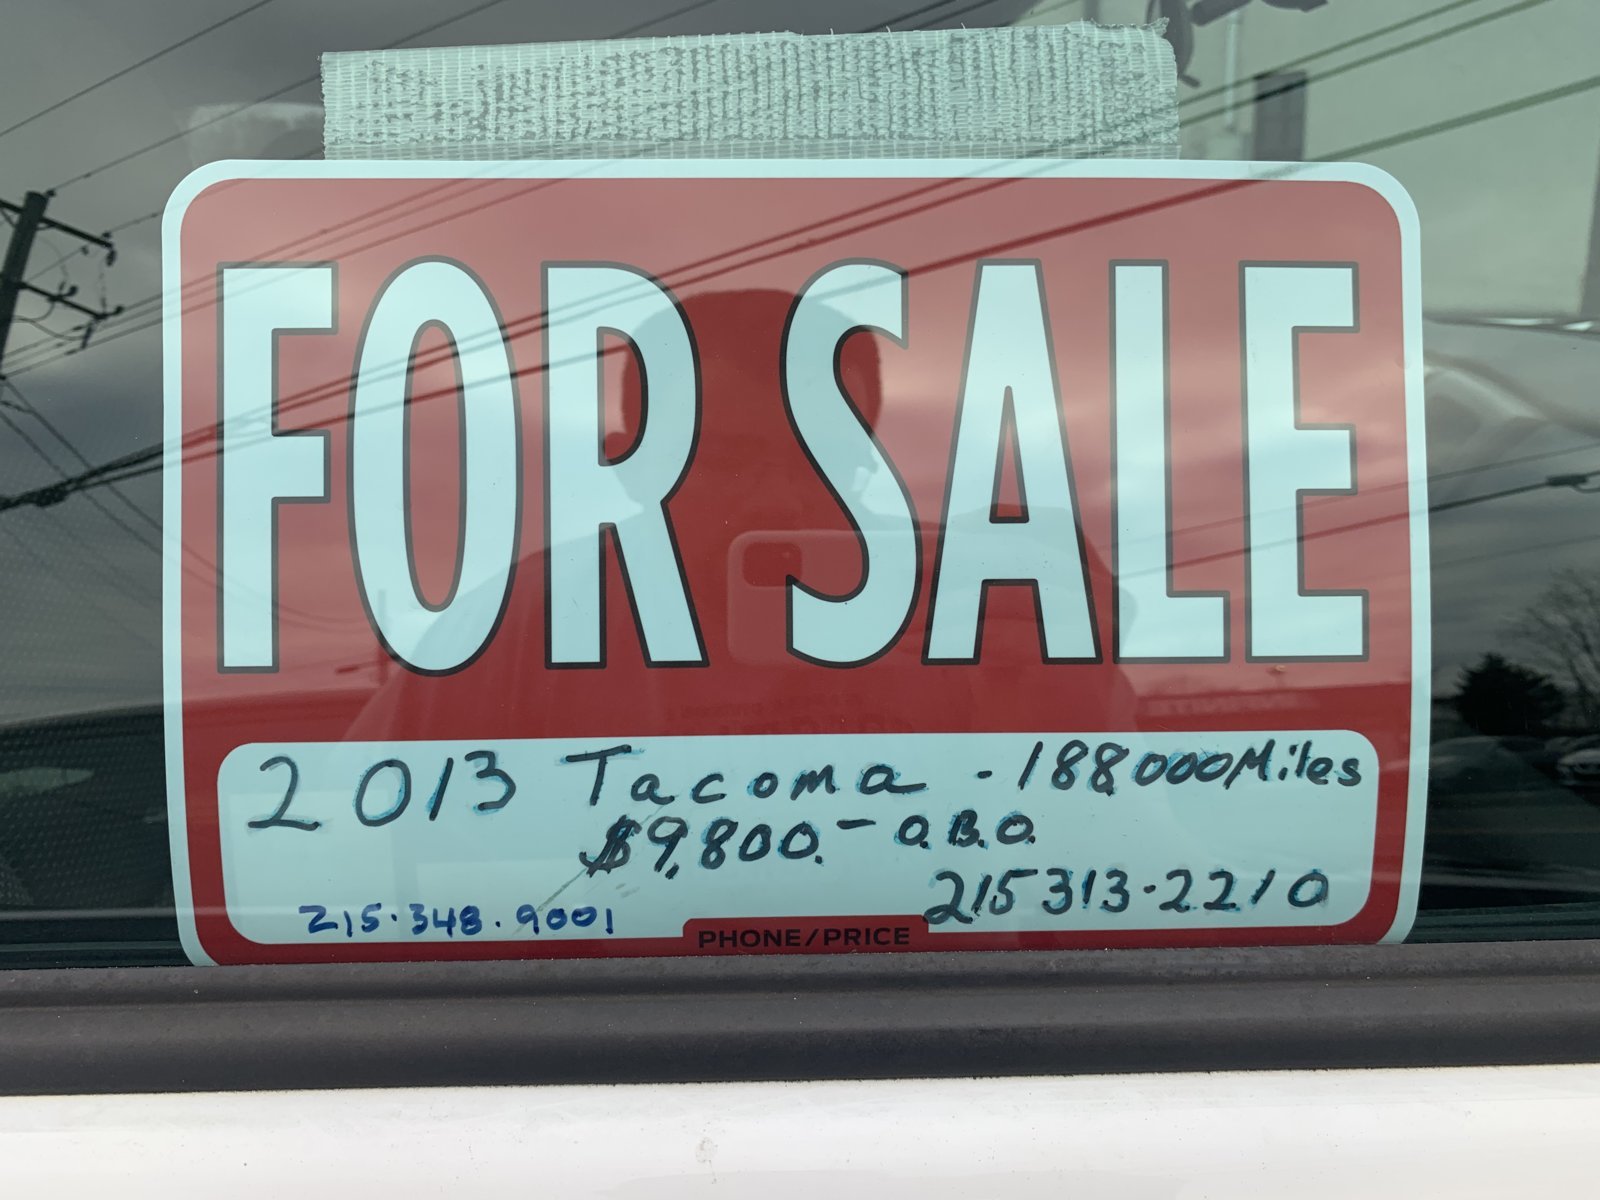 FOR SALE
2013 Tacoma - 188,000 Miles
$9,800. - O.B.O.
215 313-2210
215.348.9001
PHONE/PRICE